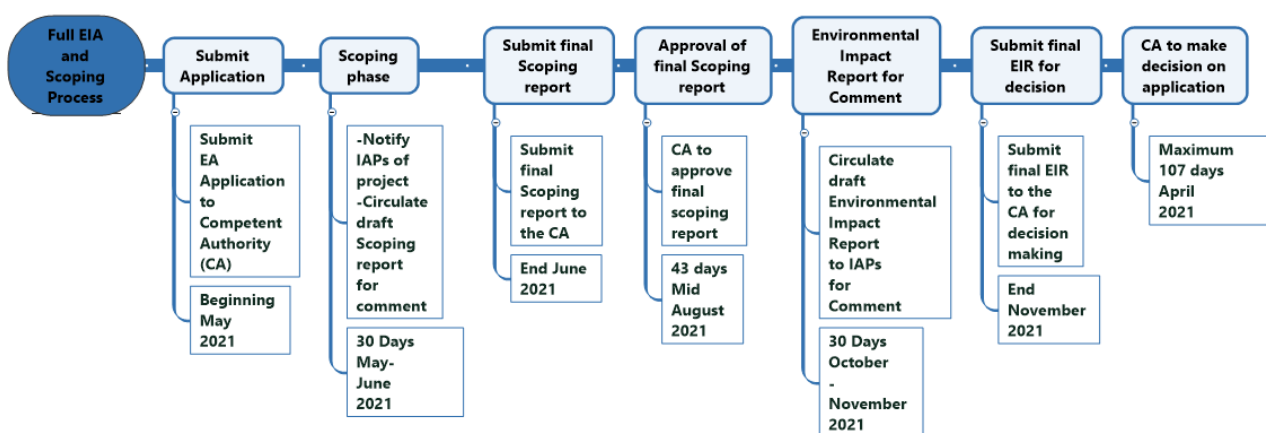 Full EIA
and
Scoping
Process
Submit
Application
Submit
EA
Application
to
Competent
Authority
(CA)
Beginning
May
2021
Scoping
phase
-Notify
IAPs of
project
-Circulate
draft
Scoping
report
for
comment
30 Days
May-
June
2021
Submit final
Scoping
report
Submit
final
Scoping
report to
the CA
End June
2021
Approval of
final Scoping
report
CA to
approve
final
scoping
report
43 days
Mid
August
2021
Environmental
Impact
Report for
Comment
Circulate
draft
Environmental
Impact
Report
to IAPs
for
Comment
30 Days
October
-
November
2021
Submit final
EIR for
decision
Submit
final EIR
to the
CA for
decision
making
End
November
2021
CA to make
decision on
application
Maximum
107 days
April
2021